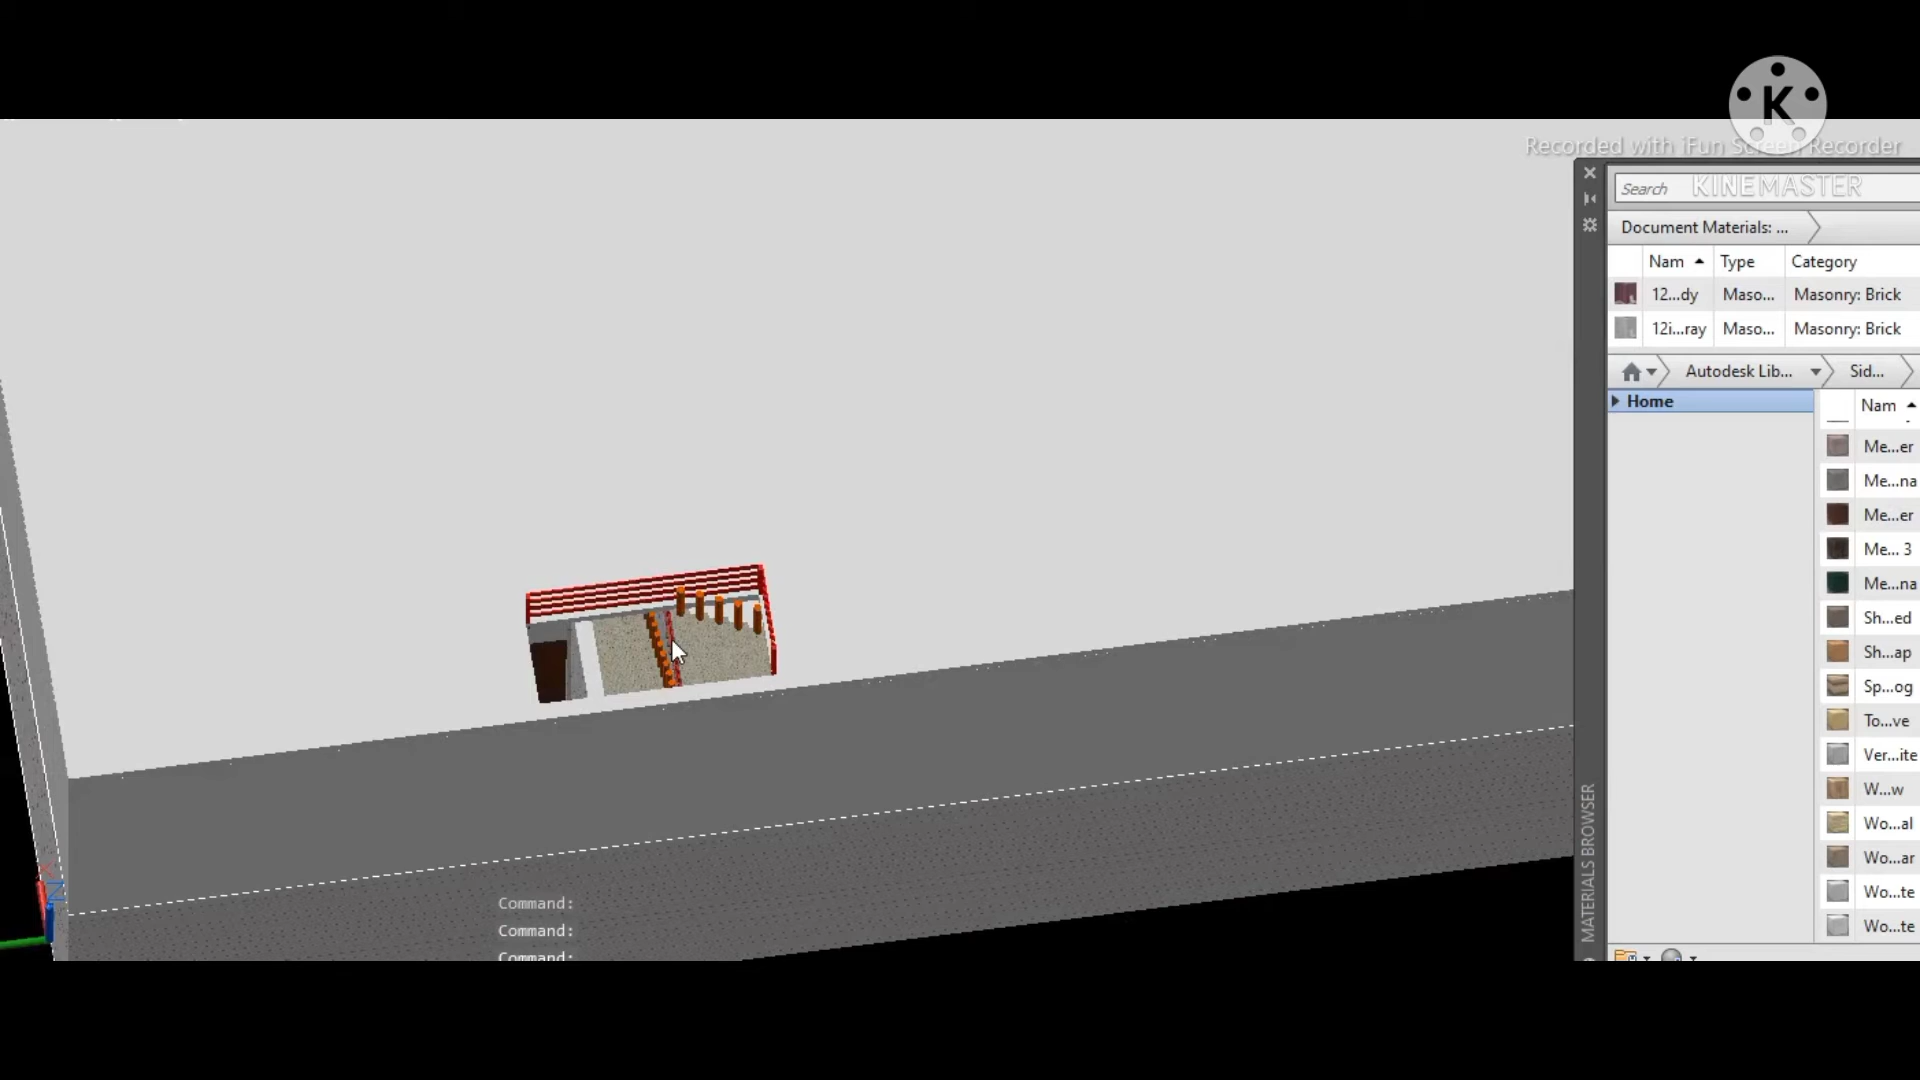 K
Recorded with iFun Screen Recorder
KINEMASTER
Search
Document Materials: ...
Nam Type Category
12...dy Maso... Masonry: Brick
12i...ray Maso... Masonry: Brick
Autodesk Lib... Sid...
Home
Nam
Me...er
Me...na
Me...er
Me... 3
Me...na
Sh...ed
Sh...ap
Sp...og
To...ve
Ver...ite
W...w
Wo...al
Wo...ar
Wo...te
Wo...te
MATERIALS BROWSER
X
Z
Command:
Command:
Command: